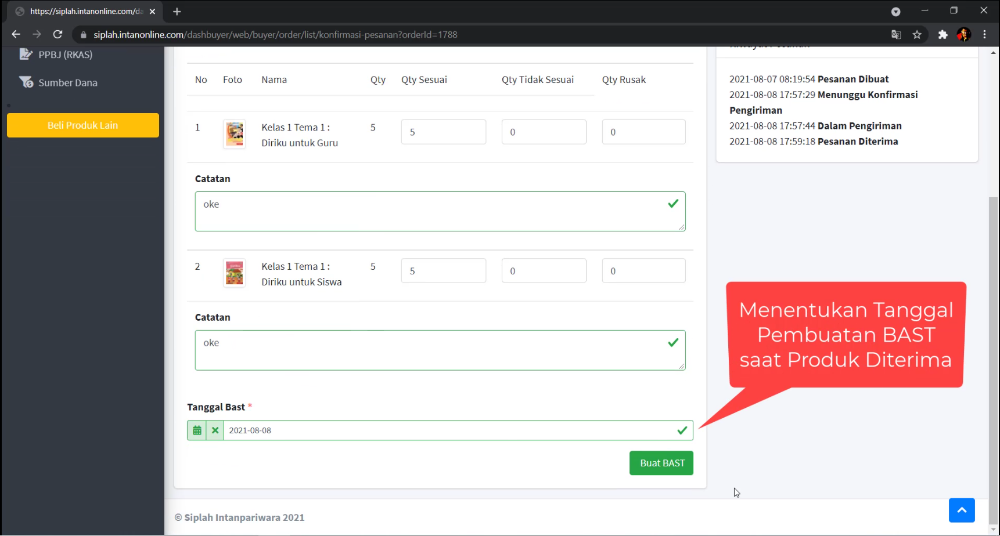 https://siplah.intanonline.com/da
siplah.intanonline.com/dashbuyer/web/buyer/order/list/konfirmasi-pesanan?orderId=1788
PPBJ (RKAS)
Sumber Dana
Beli Produk Lain
No Foto Nama Qty Qty Sesuai Qty Tidak Sesuai Qty Rusak
1 Kelas 1 Tema 1 : 5 5 0 0
Diriku untuk Guru
Catatan
oke
2 Kelas 1 Tema 1 : 5 5 0 0
Diriku untuk Siswa
Catatan
oke
Tanggal Bast *
2021-08-08
Buat BAST
2021-08-07 08:19:54 Pesanan Dibuat
2021-08-08 17:57:29 Menunggu Konfirmasi
Pengiriman
2021-08-08 17:57:44 Dalam Pengiriman
2021-08-08 17:59:18 Pesanan Diterima
Menentukan Tanggal
Pembuatan BAST
saat Produk Diterima
© Siplah Intanpariwara 2021